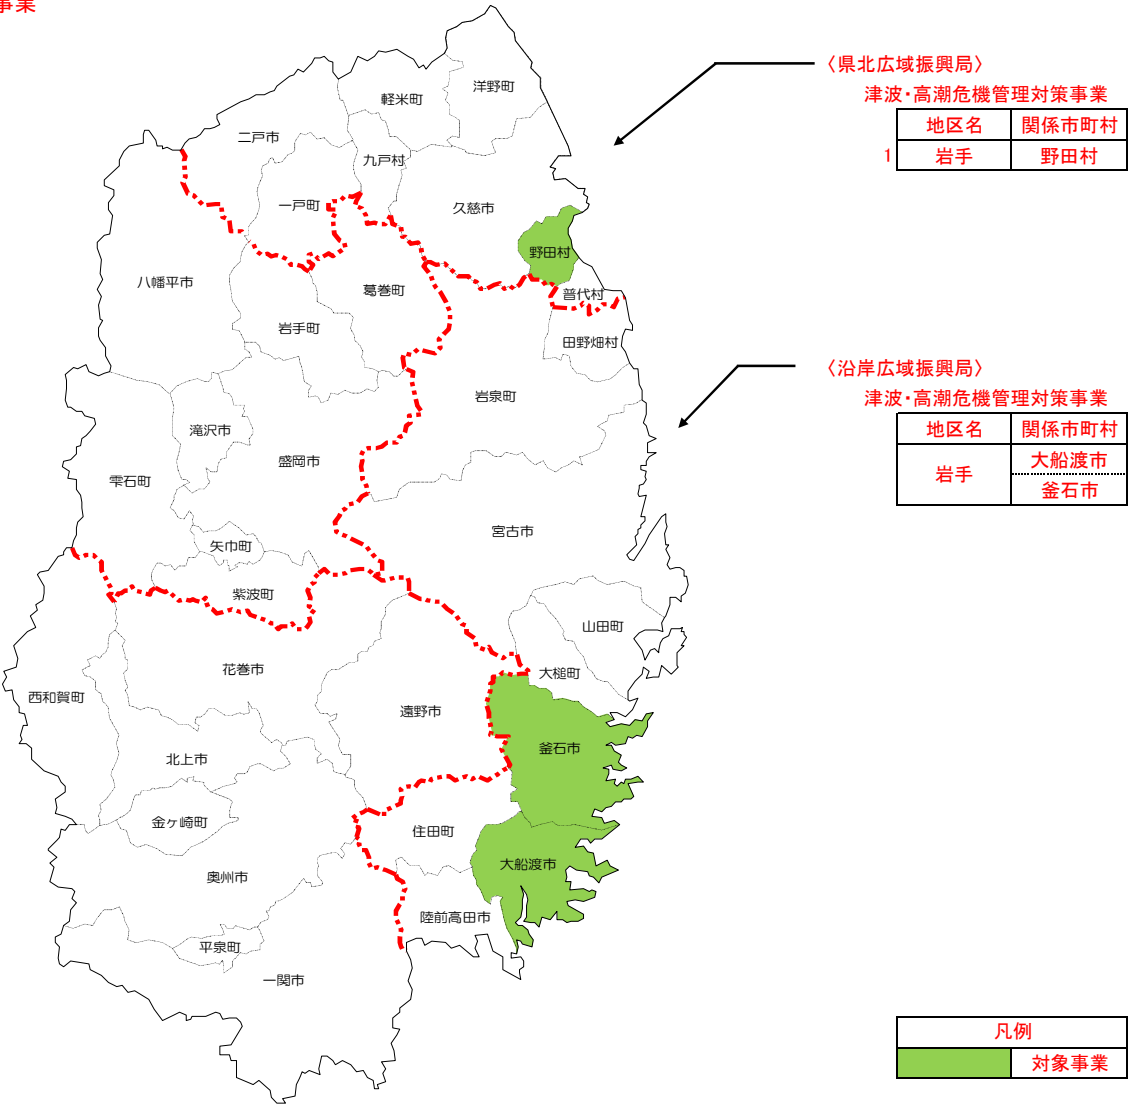 事業
〈県北広域振興局〉
津波・高潮危機管理対策事業
地区名 関係市町村
1 岩手 野田村
〈沿岸広域振興局〉
津波・高潮危機管理対策事業
地区名 関係市町村
岩手 大船渡市
釜石市
洋野町
軽米町
二戸市
九戸村
一戸町
久慈市
野田村
八幡平市
葛巻町
普代村
岩手町
田野畑村
岩泉町
滝沢市
盛岡市
雫石町
宮古市
矢巾町
紫波町
山田町
花巻市
大槌町
西和賀町
遠野市
釜石市
北上市
金ヶ崎町
住田町
大船渡市
奥州市
陸前高田市
平泉町
一関市
凡例
対象事業